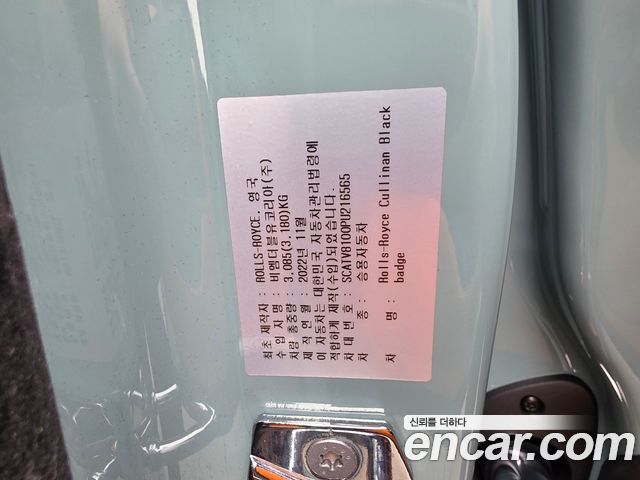 최초 제작자 : ROLLS-ROYCE, 영국
수 입 자 명 : 비엠더블유코리아(주)
차량 총중량 : 3,085(3,180)KG
제 작 연 월 : 2022년 11월
이 자동차는 대한민국 자동차관리법령에
적합하게 제작(수입)되었습니다.
차 대 번 호 : SCATV8100PU216565
차 종 : 승용자동차
차 명 : Rolls-Royce Cullinan Black
badge
신뢰를 더하다
encar.com